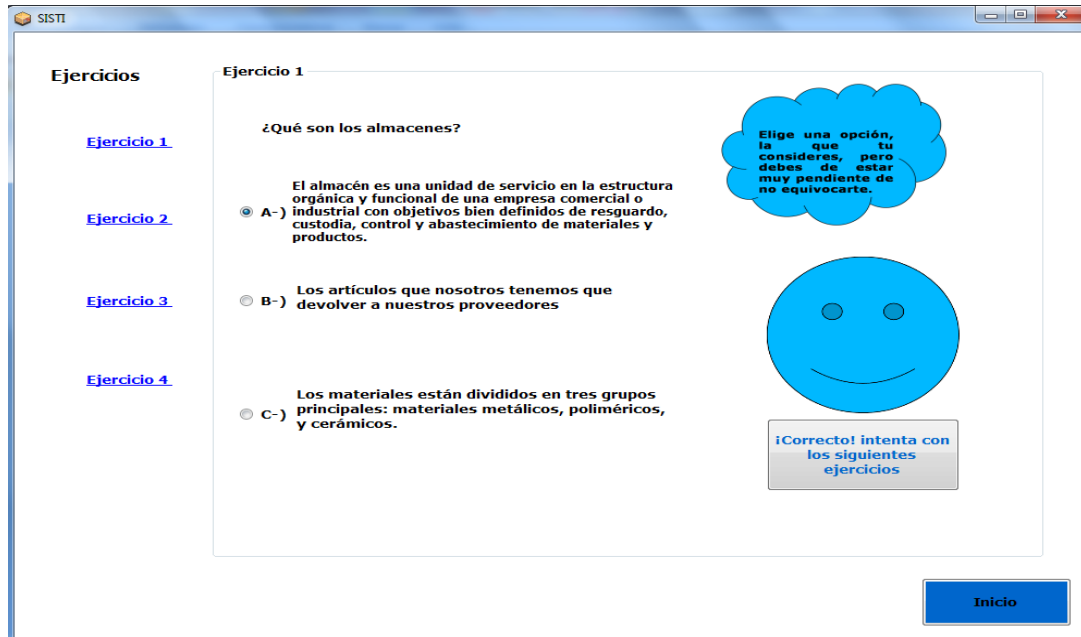 SISTI
Ejercicios
Ejercicio 1
Ejercicio 2
Ejercicio 3
Ejercicio 4
Ejercicio 1
¿Qué son los almacenes?
A-)
El almacén es una unidad de servicio en la estructura
orgánica y funcional de una empresa comercial o
industrial con objetivos bien definidos de resguardo,
custodia, control y abastecimiento de materiales y
productos.
B-)
Los artículos que nosotros tenemos que
devolver a nuestros proveedores
C-)
Los materiales están divididos en tres grupos
principales: materiales metálicos, poliméricos,
y cerámicos.
Elige una opción,
la que tu
consideres, pero
debes de estar
muy pendiente de
no equivocarte.
¡Correcto! intenta con
los siguientes
ejercicios
Inicio